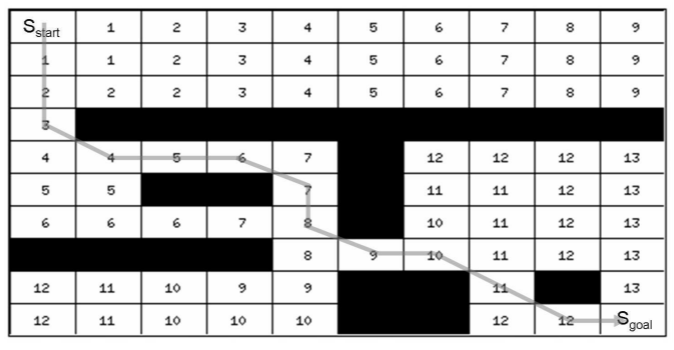 S start 1 2 3 4 5 6 7 8 9
1 1 2 3 4 5 6 7 8 9
2 2 2 3 4 5 6 7 8 9
3
4 4 5 6 7 12 12 12 13
5 5 7 11 11 12 13
6 6 6 7 8 10 11 12 13
8 9 10 11 12 13
12 11 10 9 9 11 13
12 11 10 10 10 12 12 S goal